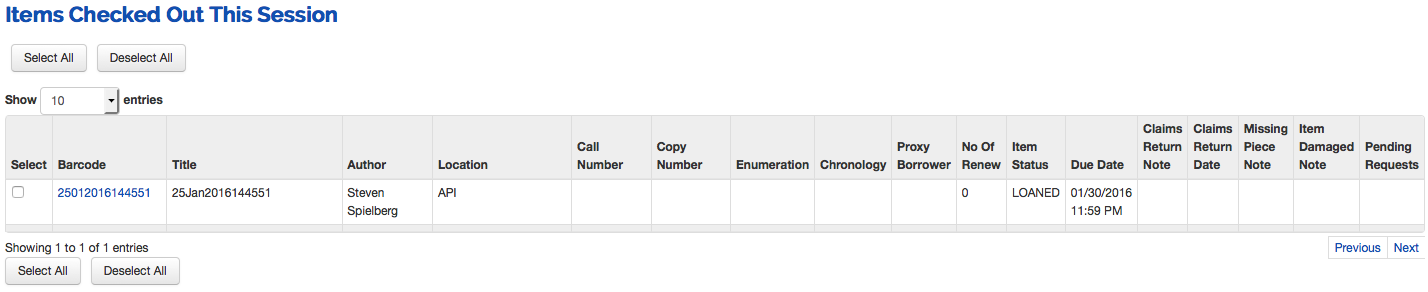 Items Checked Out This Session
Select All Deselect All
Show 10 entries
Select Barcode Title Author Location Call Number Copy Number Enumeration Chronology Proxy Borrower No Of Renew Item Status Due Date Claims Return Note Claims Return Date Missing Piece Note Item Damaged Note Pending Requests
25012016144551 25Jan2016144551 Steven Spielberg API 0 LOANED 01/30/2016 11:59 PM
Showing 1 to 1 of 1 entries Previous Next
Select All Deselect All